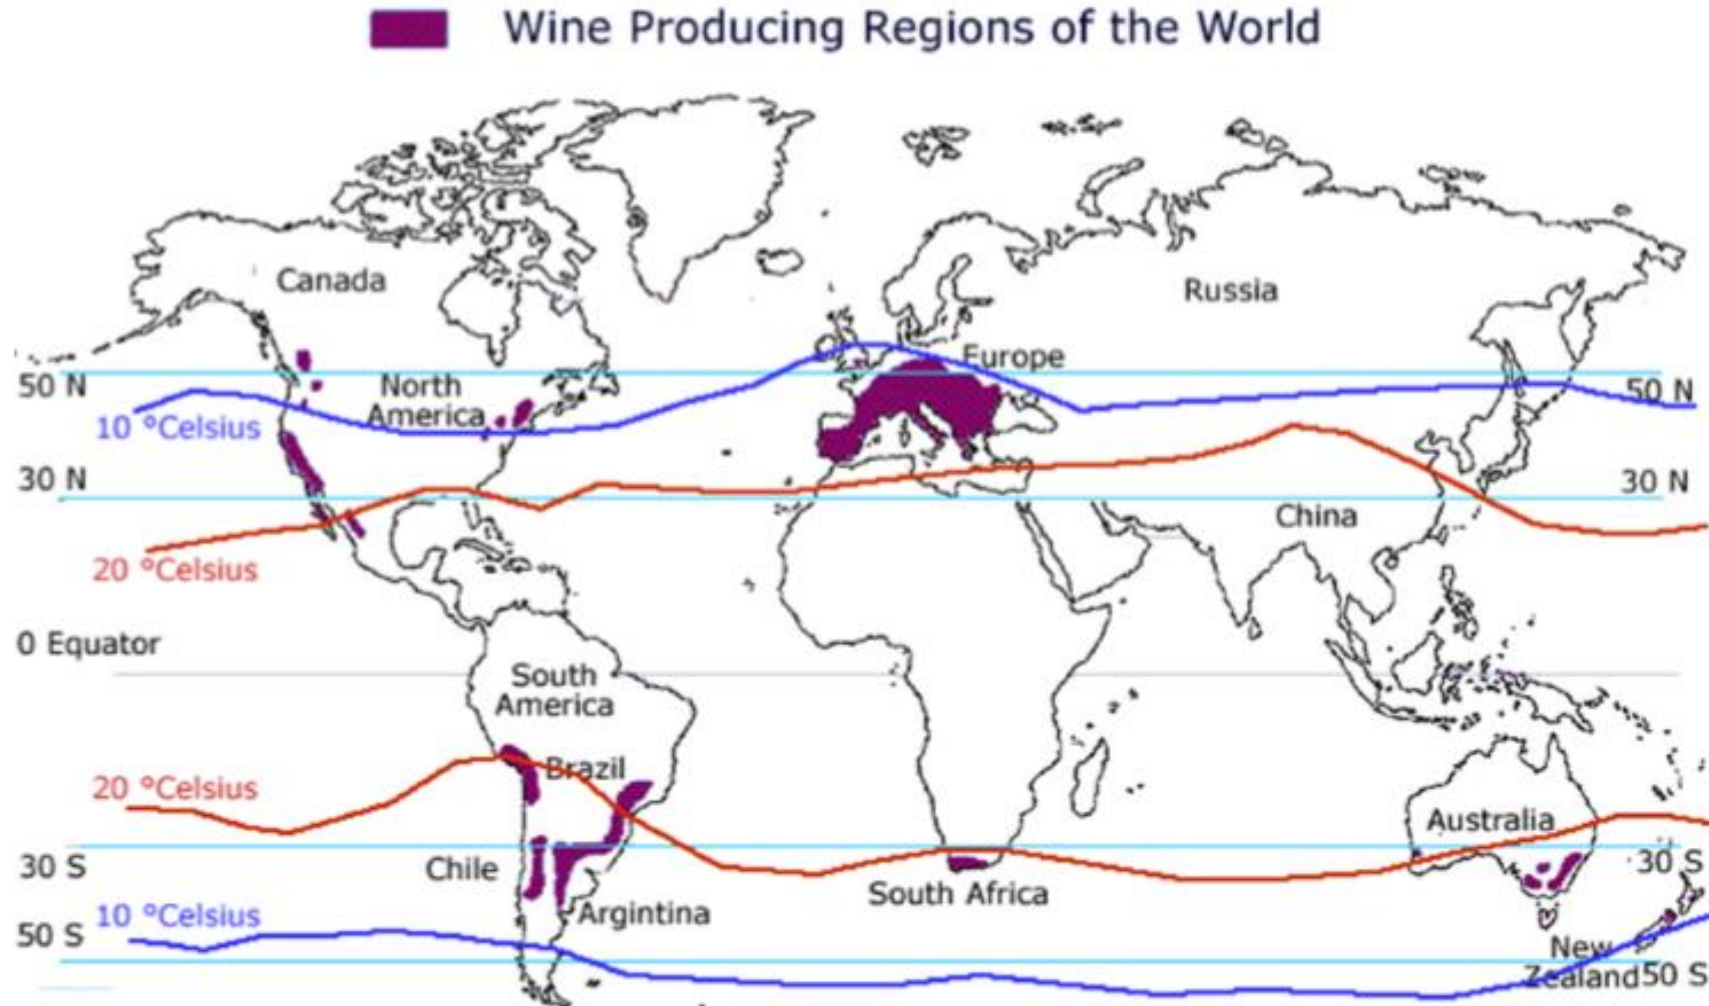 Wine Producing Regions of the World
Canada
Russia
Europe
50 N
North
America
50 N
10 °Celsius
30 N
30 N
China
20 °Celsius
0 Equator
South
America
Brazil
20 °Celsius
Australia
30 S
Chile
30 S
South Africa
10 °Celsius
Argintina
50 S
New
Zealand
50 S